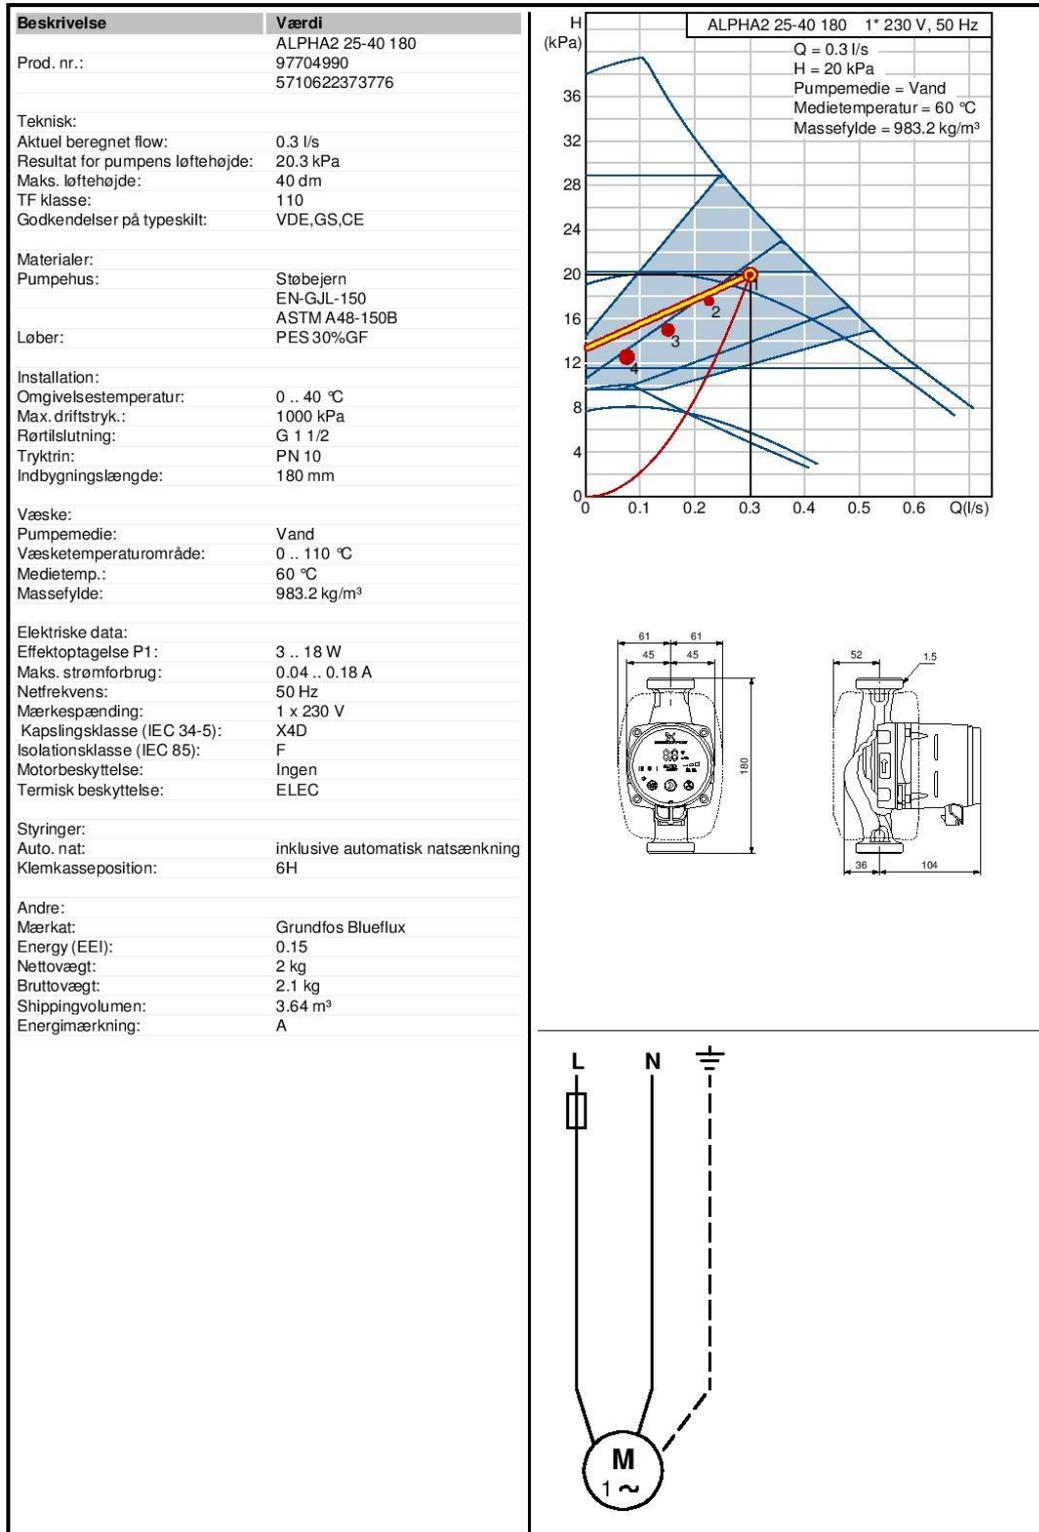 Beskrivelse Værdi
ALPHA2 25-40 180
Prod. nr.: 97704990
5710622373776
Teknisk:
Aktuel beregnet flow: 0.3 l/s
Resultat for pumpens løftehøjde: 20.3 kPa
Maks. løftehøjde: 40 dm
TF klasse: 110
Godkendelser på typeskilt: VDE,GS,CE
Materialer:
Pumpehus: Støbejern
EN-GJL-150
ASTM A48-150B
Løber: PES 30%GF
Installation:
Omgivelsestemperatur: 0 .. 40 °C
Max. driftstryk.: 1000 kPa
Rørtilslutning: G 1 1/2
Tryktrin: PN 10
Indbygningslængde: 180 mm
Væske:
Pumpemedie: Vand
Væsketemperaturområde: 0 .. 110 °C
Medietemp.: 60 °C
Massefylde: 983.2 kg/m³
Elektriske data:
Effektoptagelse P1: 3 .. 18 W
Maks. strømforbrug: 0.04 .. 0.18 A
Netfrekvens: 50 Hz
Mærkespænding: 1 x 230 V
Kapslingsklasse (IEC 34-5): X4D
Isolationsklasse (IEC 85): F
Motorbeskyttelse: Ingen
Termisk beskyttelse: ELEC
Styringer:
Auto. nat: inklusive automatisk natsænkning
Klemkasseposition: 6H
Andre:
Mærkat: Grundfos Blueflux
Energy (EEI): 0.15
Nettovægt: 2 kg
Bruttovægt: 2.1 kg
Shippingvolumen: 3.64 m³
Energimærkning: A
H
(kPa)
ALPHA2 25-40 180 1* 230 V, 50 Hz
Q = 0.3 l/s
H = 20 kPa
Pumpemedie = Vand
Medietemperatur = 60 °C
Massefylde = 983.2 kg/m³
36
32
28
24
20
16
12
8
4
0
1
2
3
4
0 0.1 0.2 0.3 0.4 0.5 0.6 Q(l/s)
61 61
45 45
180
52 1.5
36 104
L N
M
1 ~